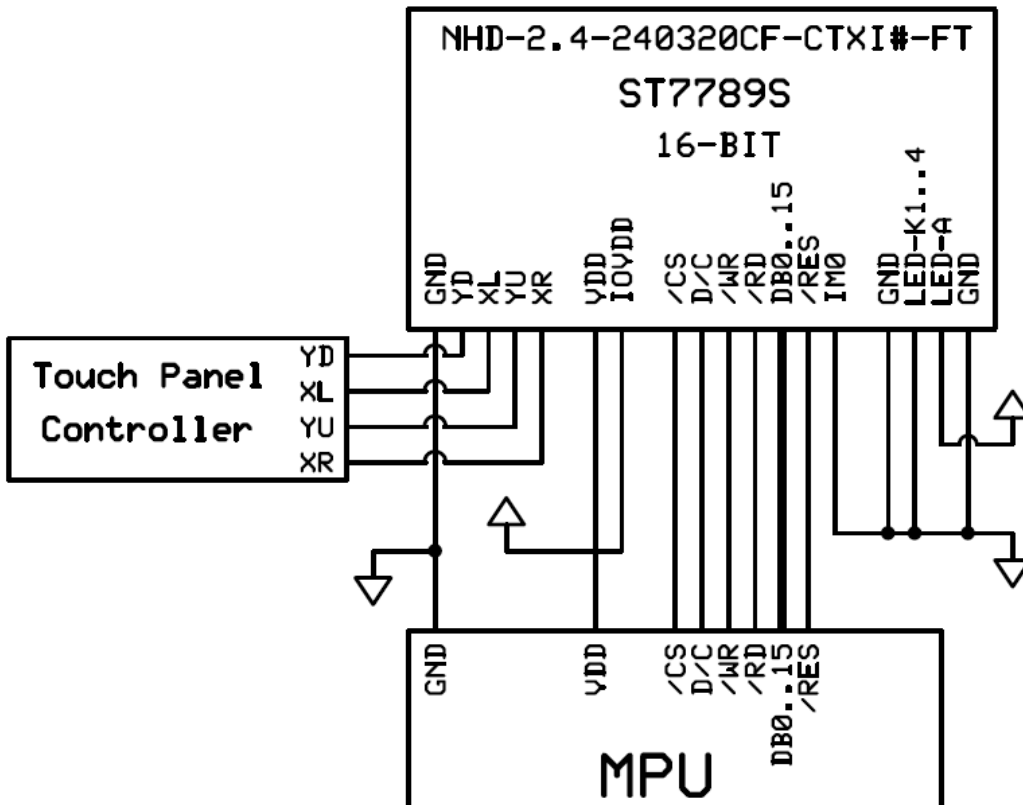 NHD-2.4-240320CF-CTXI#-FT
ST7789S
16-BIT
GND
YD
XL
YU
XR
VDD
IOVDD
/CS
D/C
/WR
/RD
DB0..15
/RES
IM0
GND
LED-K1..4
LED-A
GND
Touch Panel
Controller
YD
XL
YU
XR
GND
VDD
/CS
D/C
/WR
/RD
DB0..15
/RES
MPU